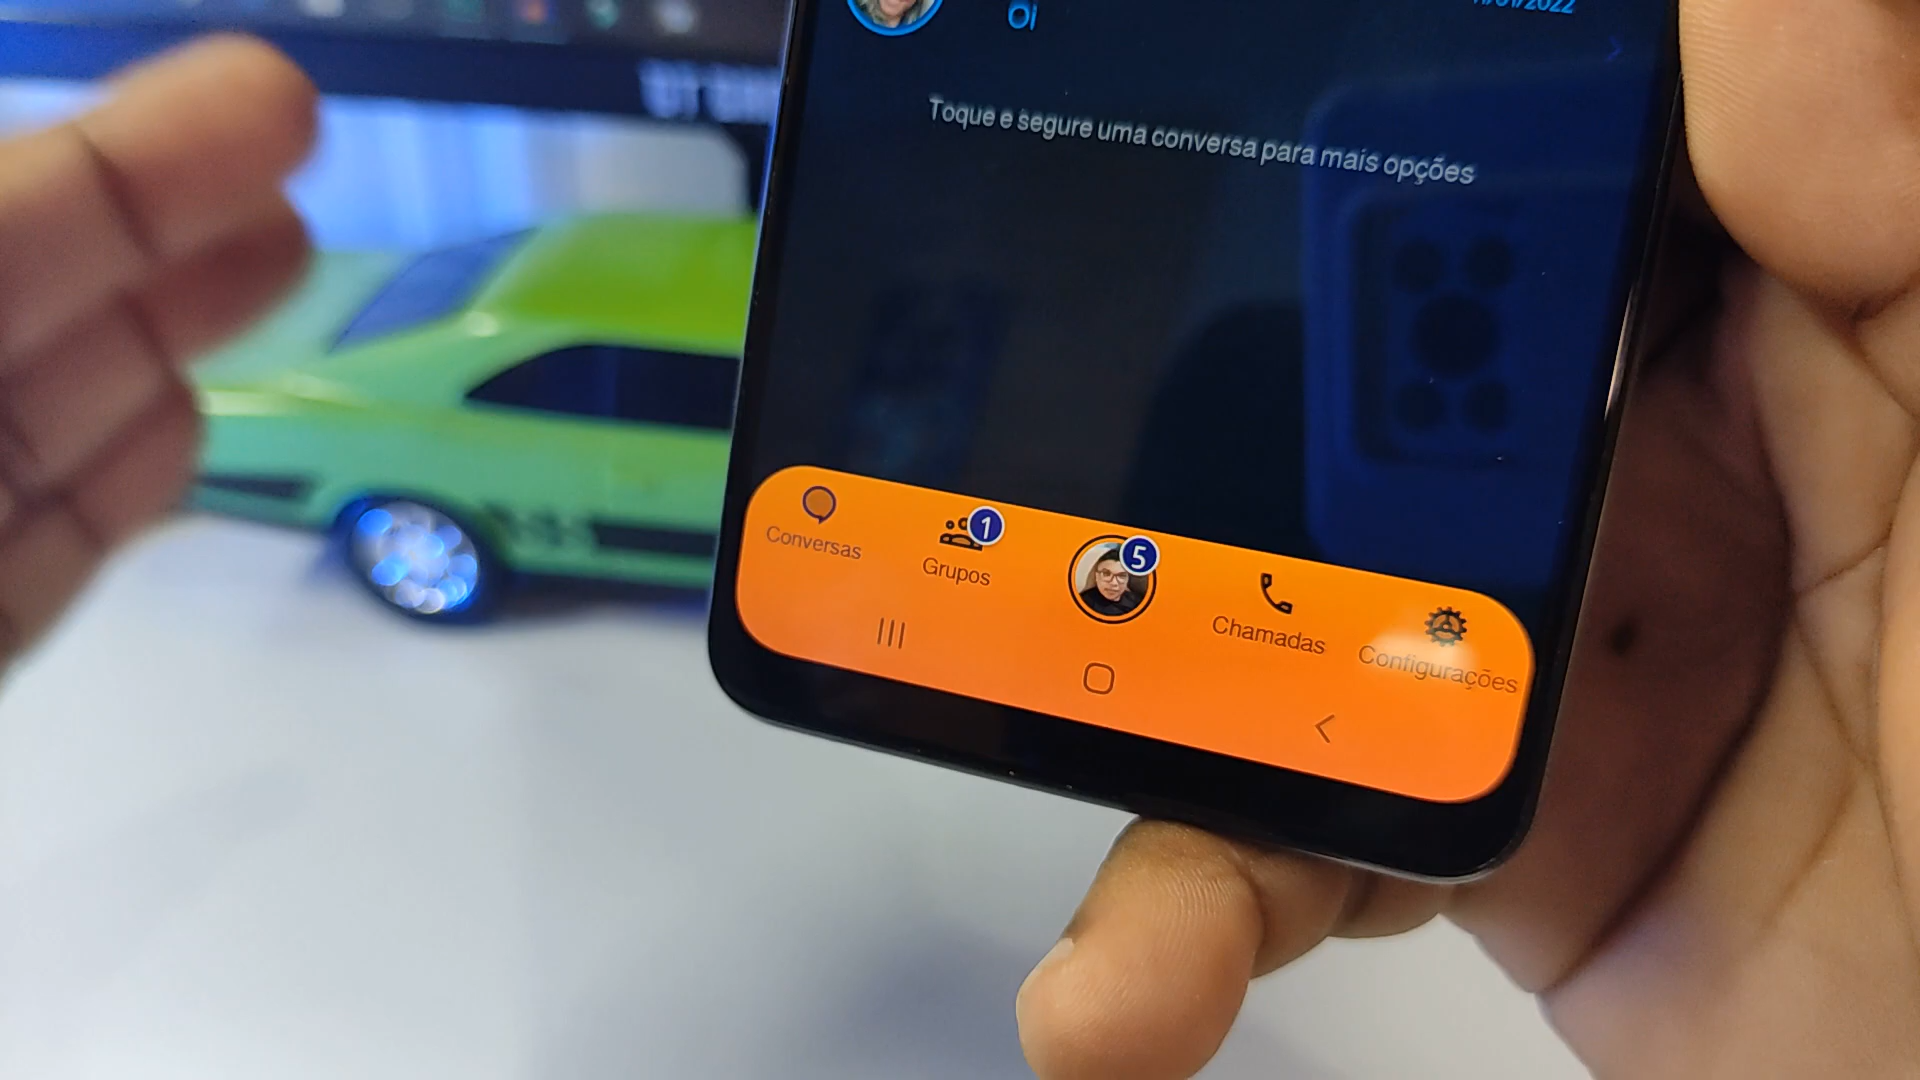 Oi
Toque e segure uma conversa para mais opções
Conversas
1
Grupos
5
Chamadas
Configurações